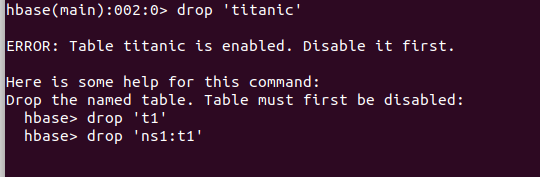 hbase(main):002:0> drop 'titanic'
ERROR: Table titanic is enabled. Disable it first.
Here is some help for this command:
Drop the named table. Table must first be disabled:
hbase> drop 't1'
hbase> drop 'ns1:t1'